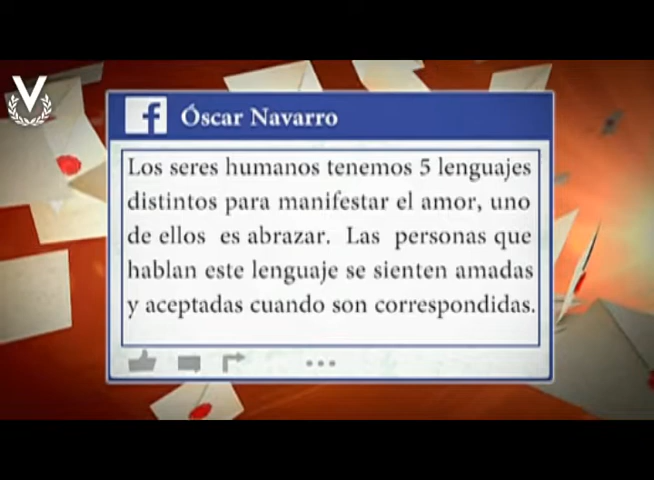 V
f Óscar Navarro
Los seres humanos tenemos 5 lenguajes
distintos para manifestar el amor, uno
de ellos es abrazar. Las personas que
hablan este lenguaje se sienten amadas
y aceptadas cuando son correspondidas.